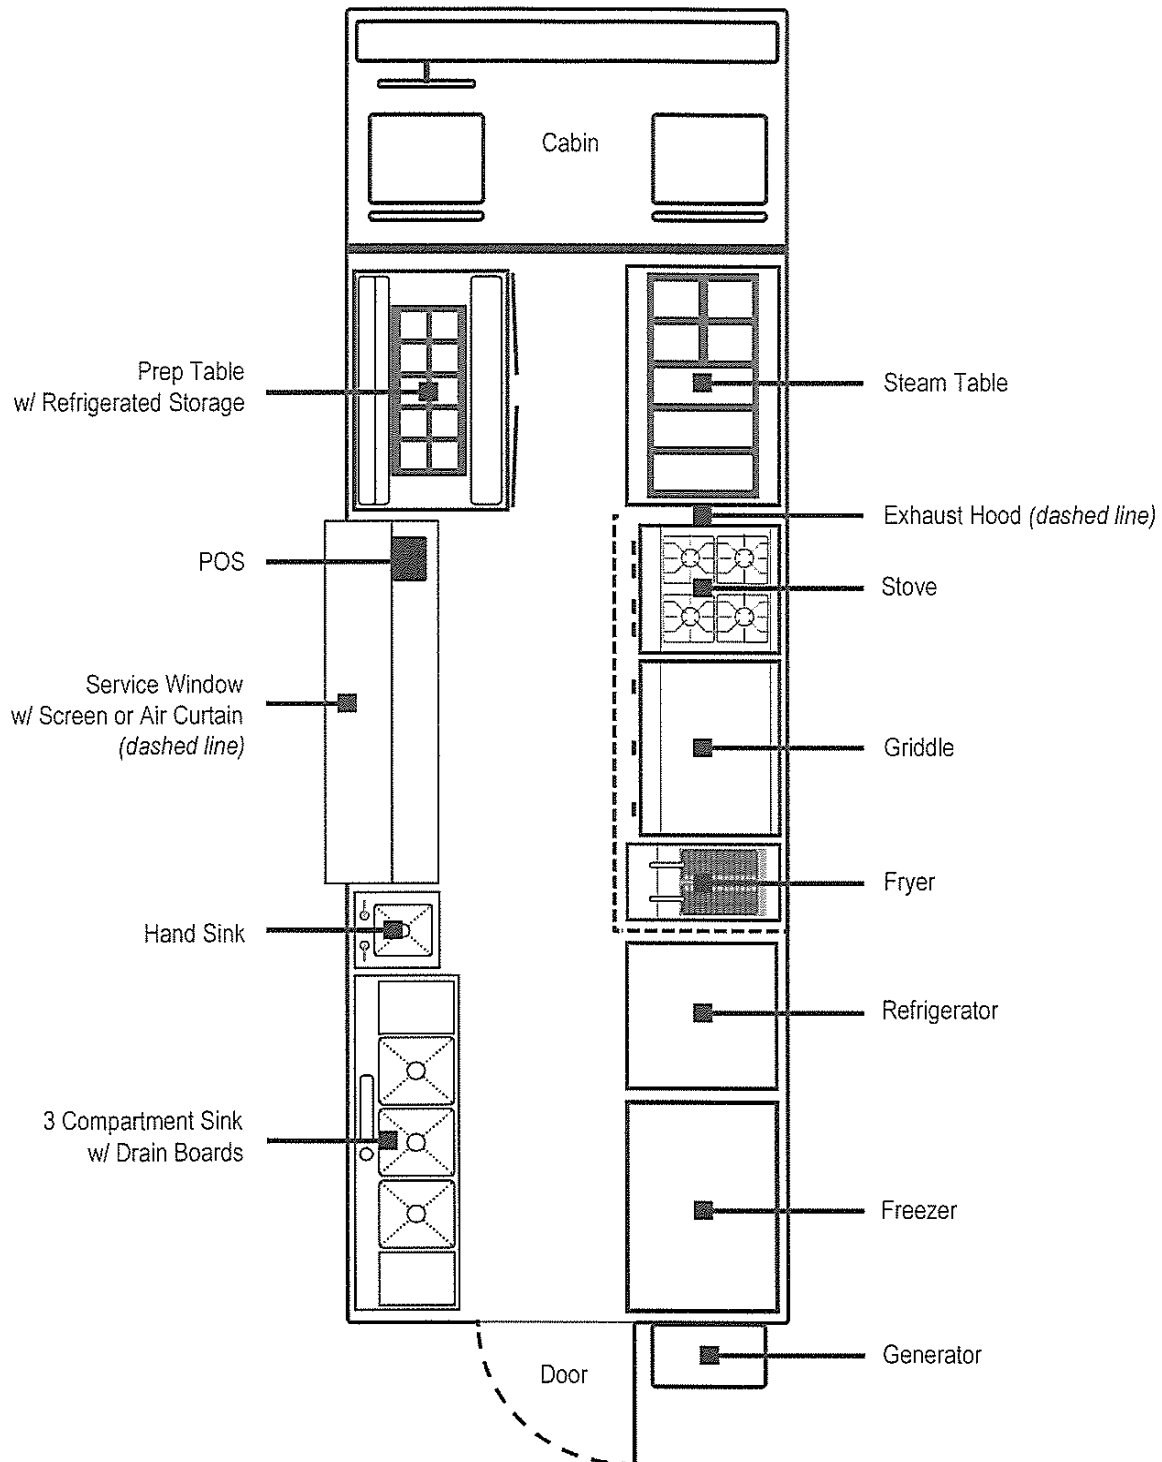 Cabin
Prep Table
w/ Refrigerated Storage
Steam Table
Exhaust Hood (dashed line)
POS
Stove
Service Window
w/ Screen or Air Curtain
(dashed line)
Griddle
Fryer
Hand Sink
Refrigerator
3 Compartment Sink
w/ Drain Boards
Freezer
Generator
Door